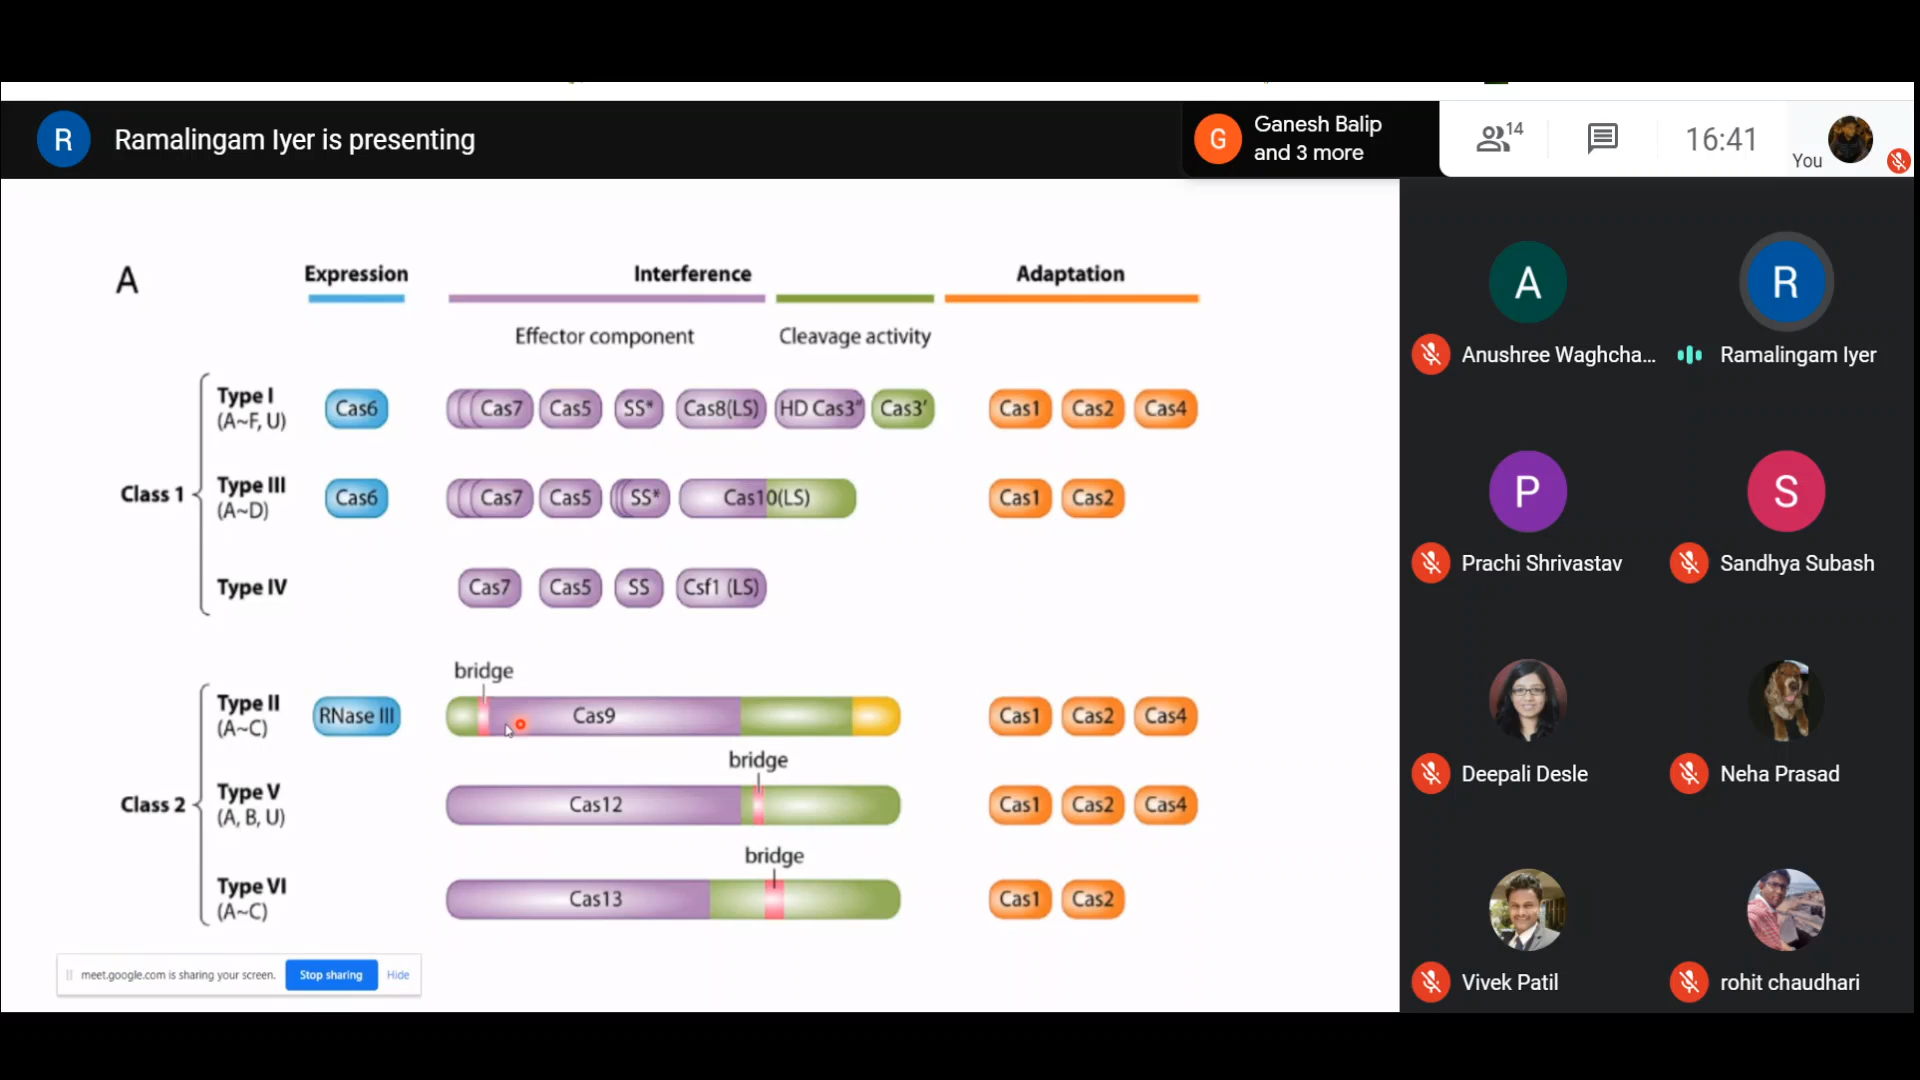 R
Ramalingam Iyer is presenting
G
Ganesh Balip
and 3 more
14
16:41
You
A
Expression
Interference
Adaptation
Effector component
Cleavage activity
Class 1
Type I
(A~F, U)
Cas6
Cas7
Cas5
SS*
Cas8(LS)
HD Cas3"
Cas3'
Cas1
Cas2
Cas4
Type III
(A~D)
Cas6
Cas7
Cas5
SS*
Cas10(LS)
Cas1
Cas2
Type IV
Cas7
Cas5
SS
Csf1 (LS)
Class 2
bridge
Type II
(A~C)
RNase III
Cas9
Cas1
Cas2
Cas4
bridge
Type V
(A, B, U)
Cas12
Cas1
Cas2
Cas4
bridge
Type VI
(A~C)
Cas13
Cas1
Cas2
meet.google.com is sharing your screen.
Stop sharing
Hide
A
Anushree Waghcha...
R
Ramalingam Iyer
P
Prachi Shrivastav
S
Sandhya Subash
Deepali Desle
Neha Prasad
Vivek Patil
rohit chaudhari